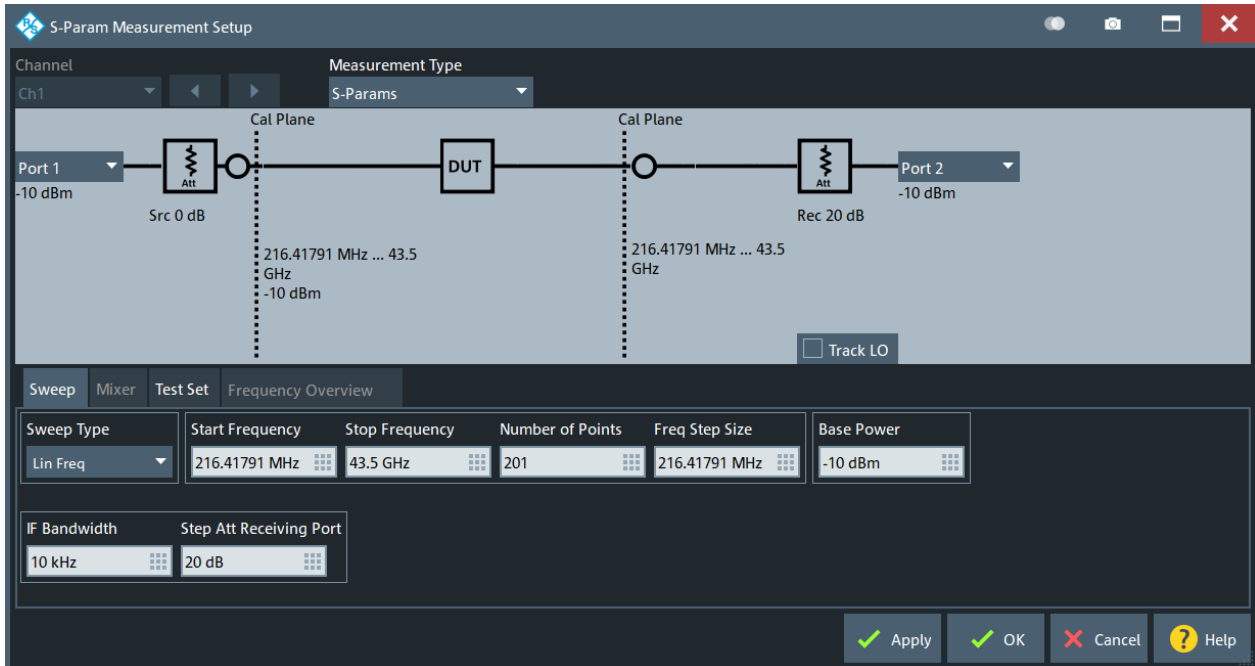 S-Param Measurement Setup
Channel
Measurement Type
Ch1
S-Params
Cal Plane
Cal Plane
Port 1
Att
DUT
Att
Port 2
-10 dBm
-10 dBm
Src 0 dB
Rec 20 dB
216.41791 MHz ... 43.5
GHz
-10 dBm
216.41791 MHz ... 43.5
GHz
Track LO
Sweep
Mixer
Test Set
Frequency Overview
Sweep Type
Start Frequency
Stop Frequency
Number of Points
Freq Step Size
Base Power
Lin Freq
216.41791 MHz
43.5 GHz
201
216.41791 MHz
-10 dBm
IF Bandwidth
Step Att Receiving Port
10 kHz
20 dB
Apply
OK
Cancel
? Help